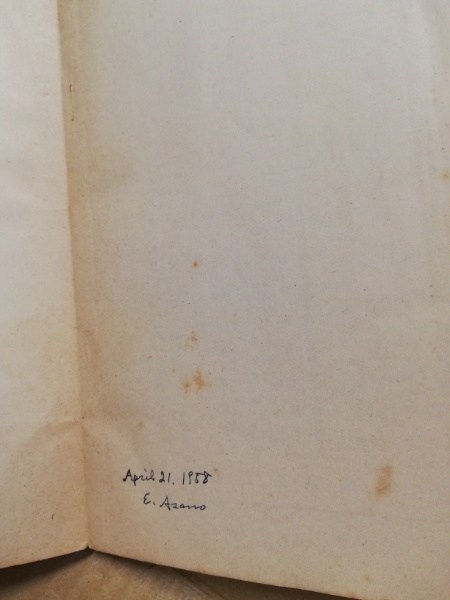 April 21, 1958
E. Asano